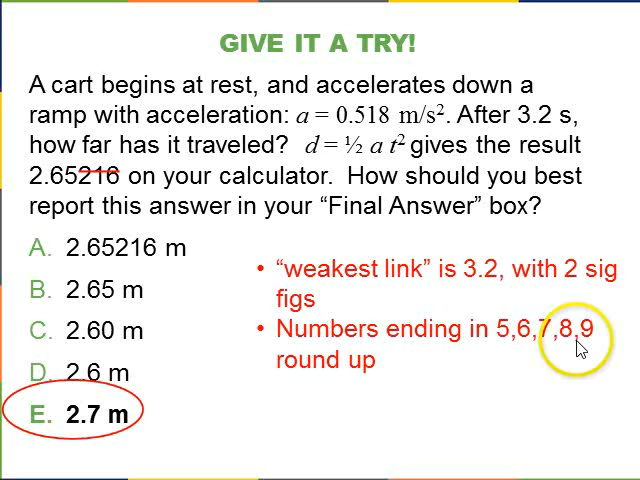 GIVE IT A TRY!
A cart begins at rest, and accelerates down a
ramp with acceleration: a = 0.518 m/s². After 3.2 s,
how far has it traveled? d = ½ a t² gives the result
2.65216 on your calculator. How should you best
report this answer in your “Final Answer” box?
A. 2.65216 m
B. 2.65 m
C. 2.60 m
D. 2.6 m
E. 2.7 m
• “weakest link” is 3.2, with 2 sig
figs
• Numbers ending in 5,6,7,8,9
round up